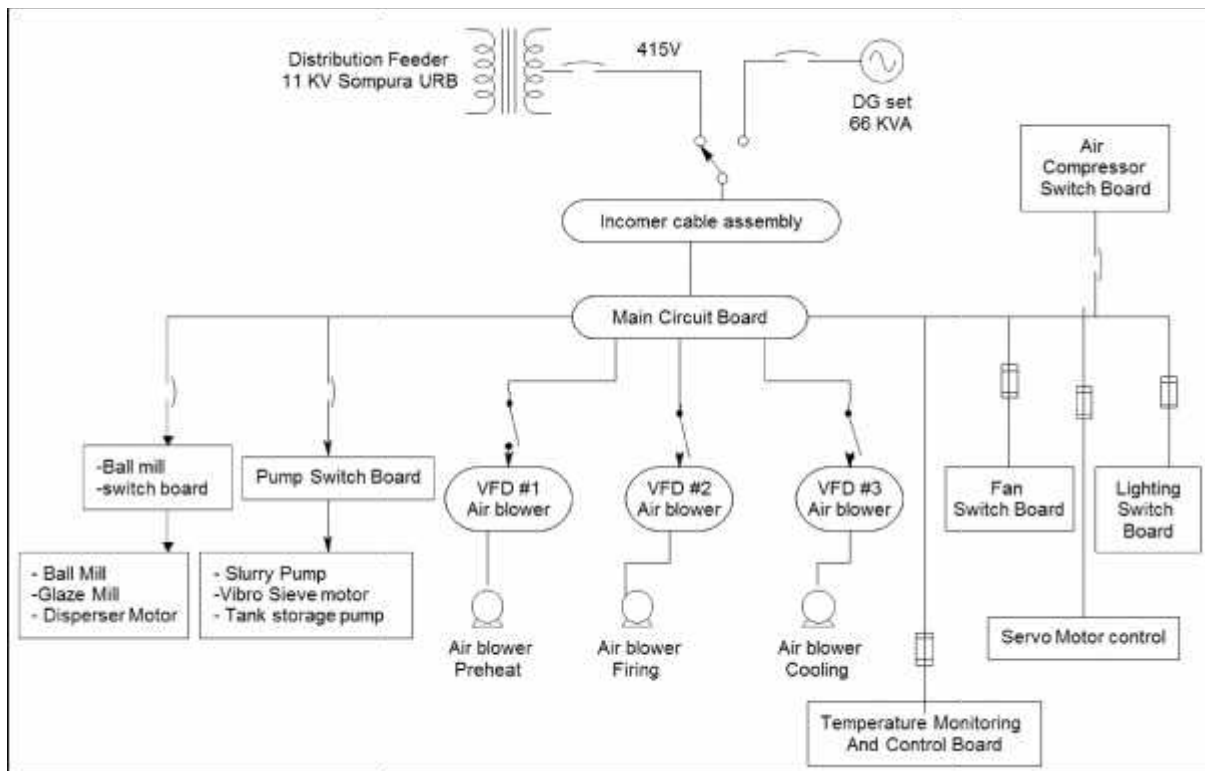 Distribution Feeder
11 KV Sompura URB
415V
DG set
66 KVA
Air
Compressor
Switch Board
Incomer cable assembly
Main Circuit Board
-Ball mill
-switch board
Pump Switch Board
VFD #1
Air blower
VFD #2
Air blower
VFD #3
Air blower
Fan
Switch Board
Lighting
Switch
Board
- Ball Mill
-Glaze Mill
- Disperser Motor
- Slurry Pump
-Vibro Sieve motor
- Tank storage pump
Air blower
Preheat
Air blower
Firing
Air blower
Cooling
Servo Motor control
Temperature Monitoring
And Control Board